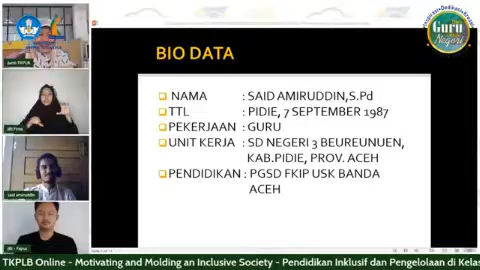 BIO DATA
NAMA : SAID AMIRUDDIN,S.Pd
TTL : PIDIE, 7 SEPTEMBER 1987
PEKERJAAN : GURU
UNIT KERJA : SD NEGERI 3 BEUREUNUEN,
KAB.PIDIE, PROV. ACEH
PENDIDIKAN : PGSD FKIP USK BANDA
ACEH
Guru
Negeri
said amiruddin
TKPLB Online - Motivating and Molding an Inclusive Society - Pendidikan Inklusif dan Pengelolaan di Kelas